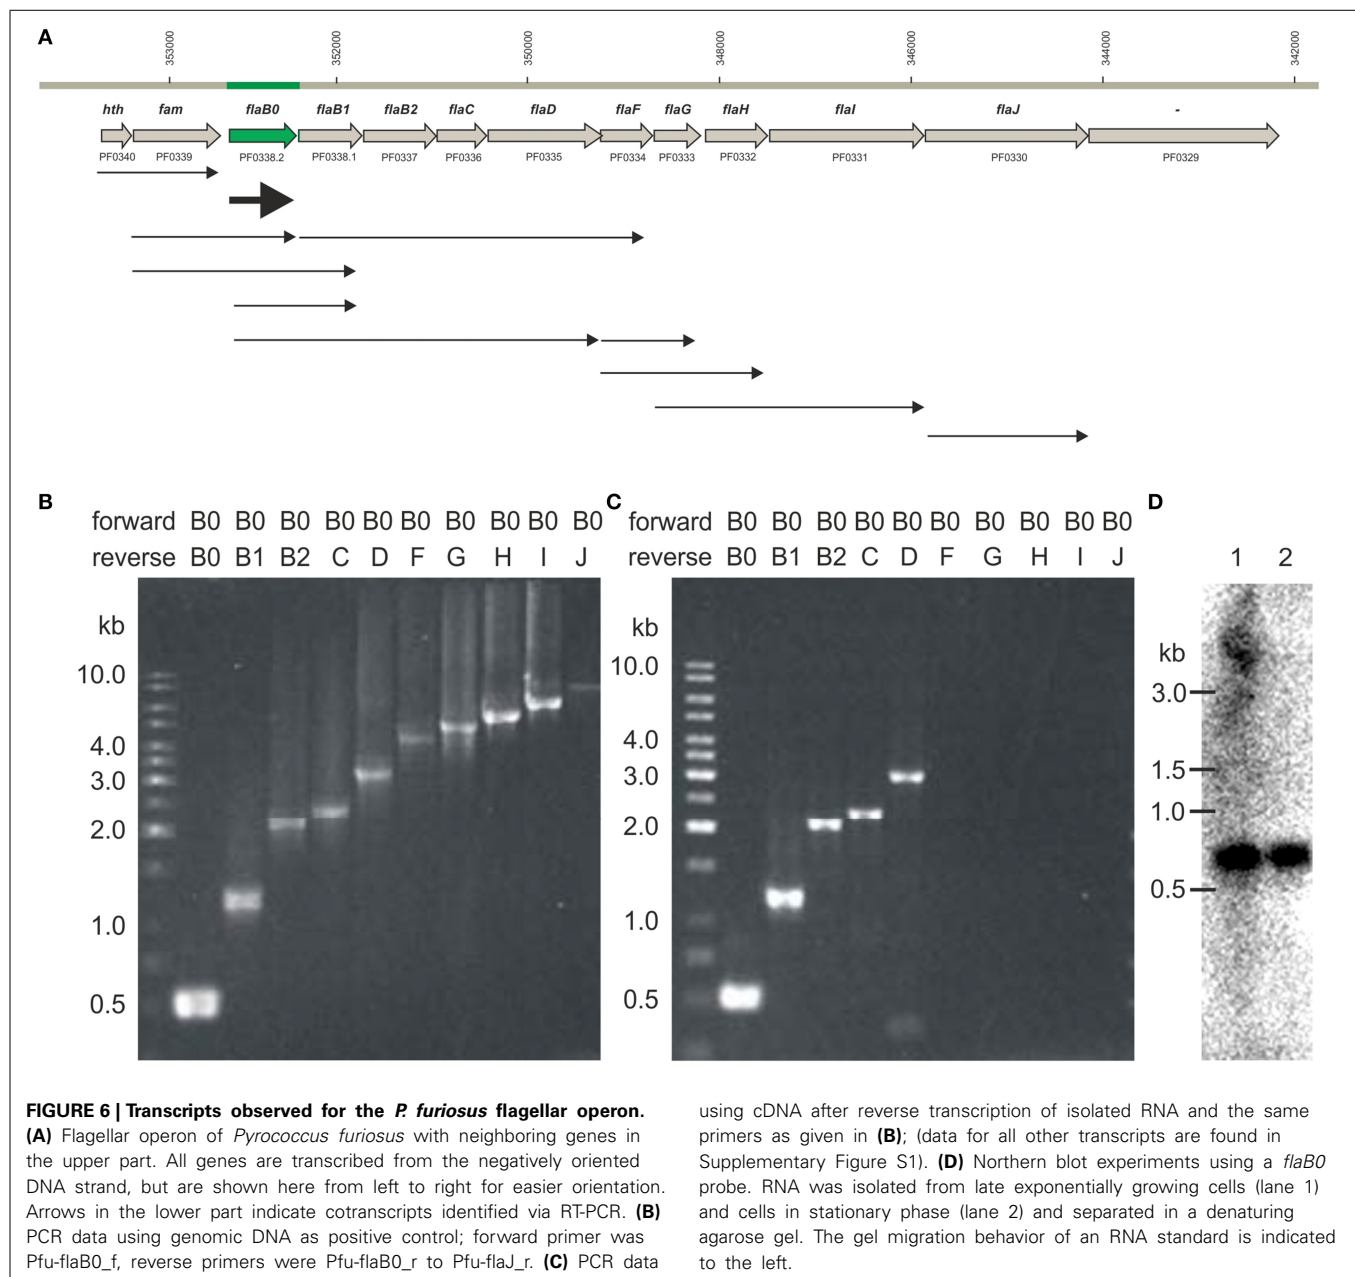 A
353000 352000 350000 348000 346000 344000 342000
hth fam flaB0 flaB1 flaB2 flaC flaD flaF flaG flaH flaI flaJ -
PF0340 PF0339 PF0338.2 PF0338.1 PF0337 PF0336 PF0335 PF0334 PF0333 PF0332 PF0331 PF0330 PF0329
B
forward B0 B0 B0 B0 B0 B0 B0 B0 B0 B0
reverse B0 B1 B2 C D F G H I J
kb
10.0
4.0
3.0
2.0
1.0
0.5
C
forward B0 B0 B0 B0 B0 B0 B0 B0 B0 B0
reverse B0 B1 B2 C D F G H I J
kb
10.0
4.0
3.0
2.0
1.0
0.5
D
1 2
kb
3.0
1.5
1.0
0.5
FIGURE 6 | Transcripts observed for the P. furiosus flagellar operon.
(A) Flagellar operon of Pyrococcus furiosus with neighboring genes in
the upper part. All genes are transcribed from the negatively oriented
DNA strand, but are shown here from left to right for easier orientation.
Arrows in the lower part indicate cotranscripts identified via RT-PCR. (B)
PCR data using genomic DNA as positive control; forward primer was
Pfu-flaB0_f, reverse primers were Pfu-flaB0_r to Pfu-flaJ_r. (C) PCR data
using cDNA after reverse transcription of isolated RNA and the same
primers as given in (B); (data for all other transcripts are found in
Supplementary Figure S1). (D) Northern blot experiments using a flaB0
probe. RNA was isolated from late exponentially growing cells (lane 1)
and cells in stationary phase (lane 2) and separated in a denaturing
agarose gel. The gel migration behavior of an RNA standard is indicated
to the left.